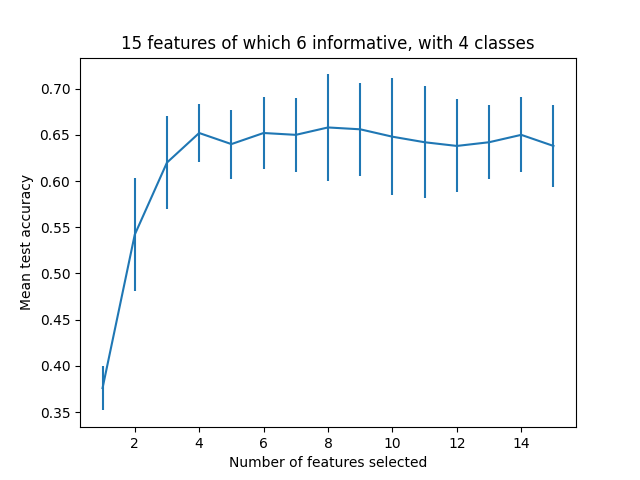 15 features of which 6 informative, with 4 classes
Mean test accuracy
0.70
0.65
0.60
0.55
0.50
0.45
0.40
0.35
2 4 6 8 10 12 14
Number of features selected